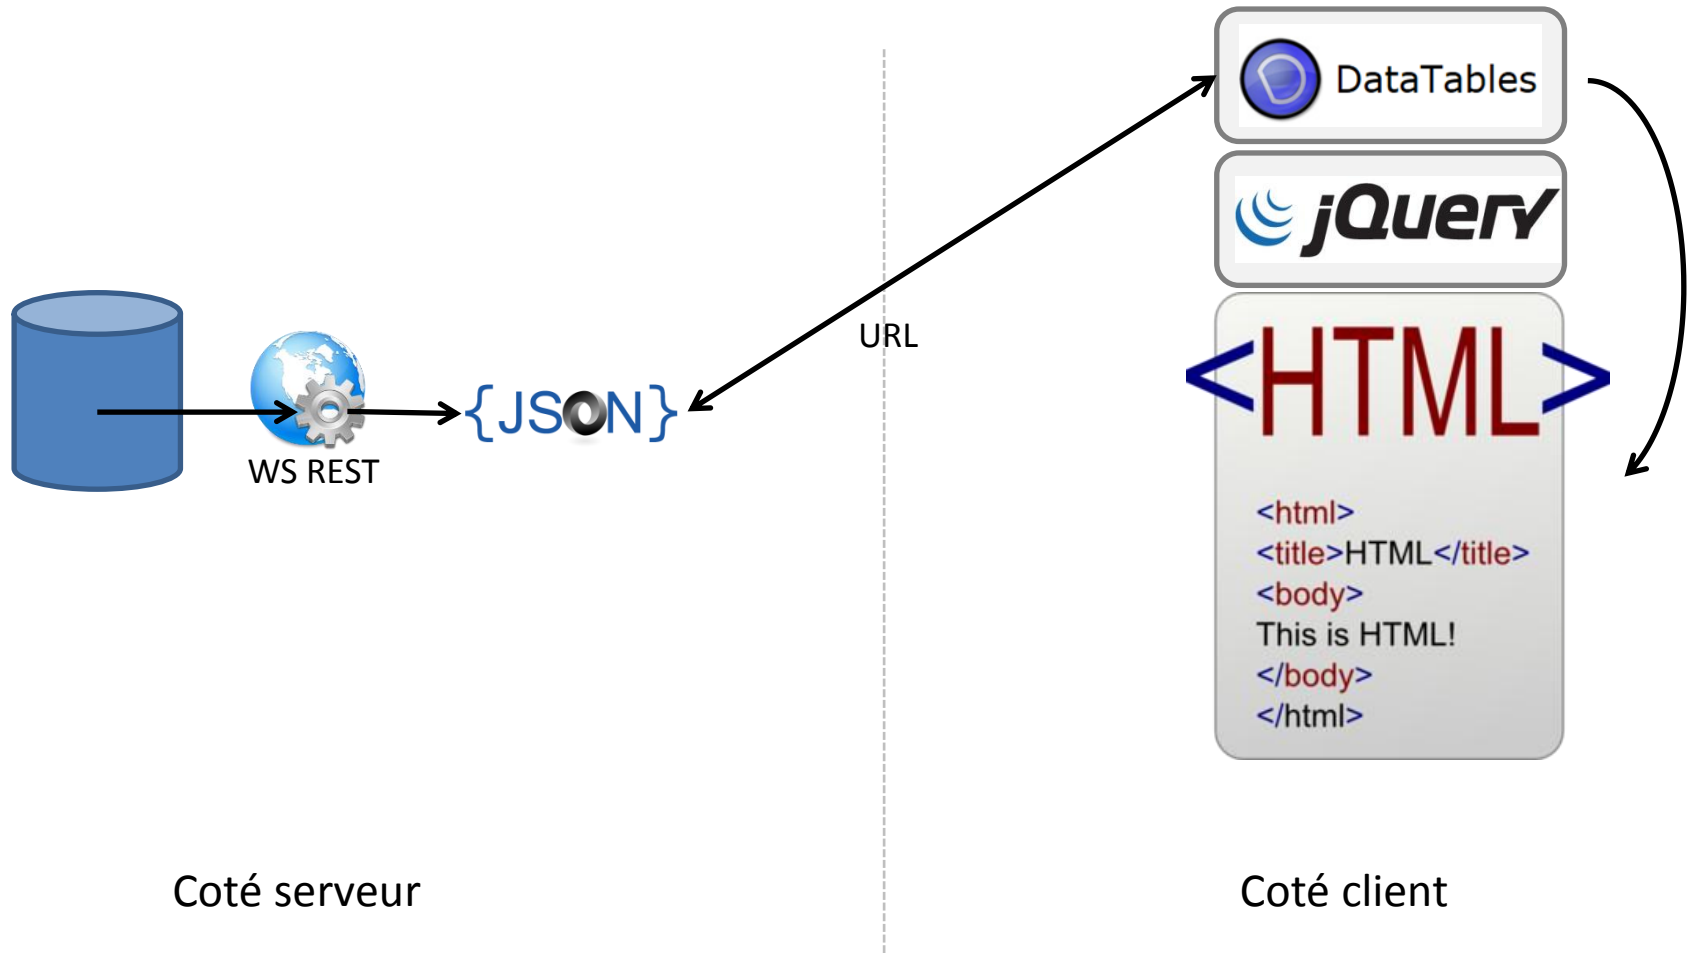 DataTables
jQuery
URL
<HTML>
{JSON}
WS REST
<html>
<title>HTML</title>
<body>
This is HTML!
</body>
</html>
Coté serveur
Coté client